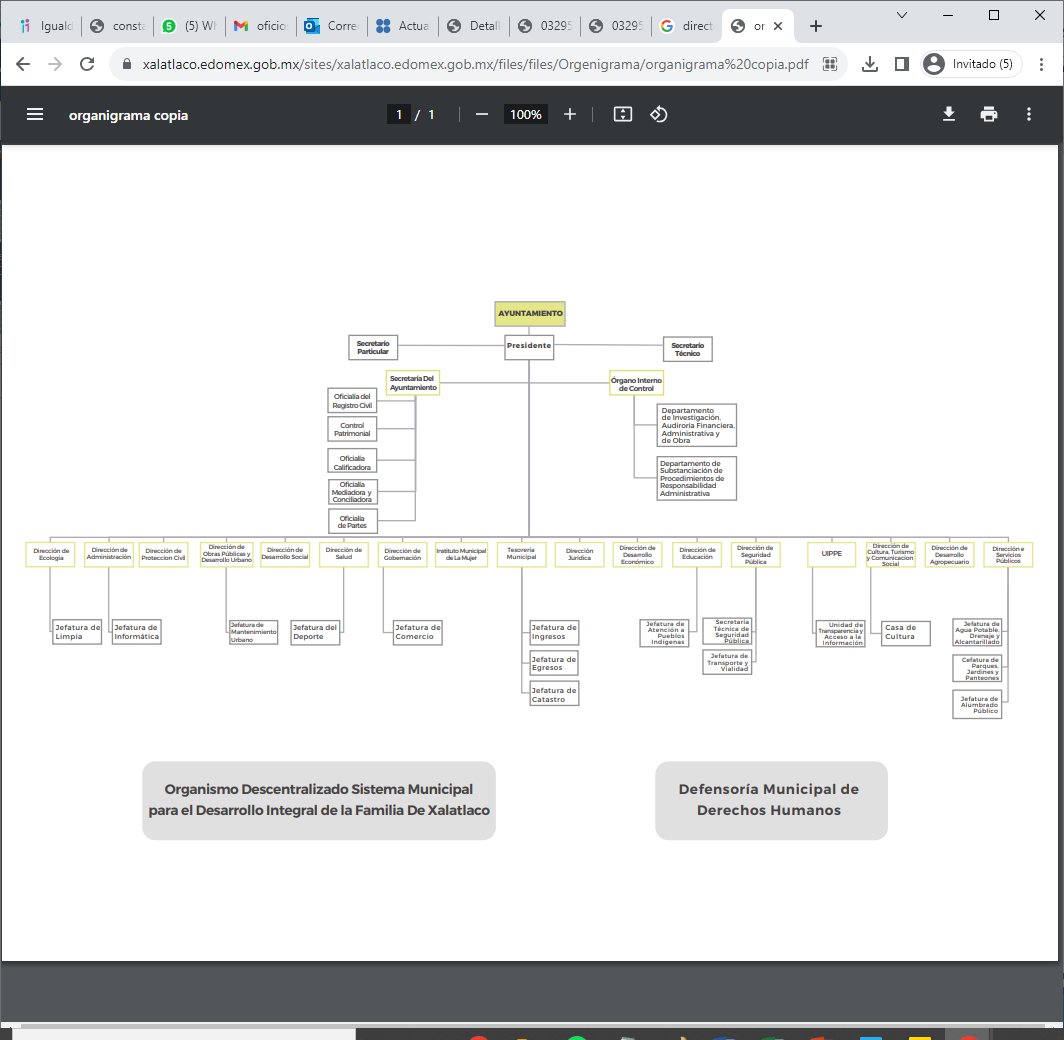 Iguald
consta
(5) Wh
oficio
Corre
Actua
Detall
03295
03295
direct
or
xalatlaco.edomex.gob.mx/sites/xalatlaco.edomex.gob.mx/files/files/Orgenigrama/organigrama%20copia.pdf
Invitado (5)
organigrama copia
1 / 1
100%
AYUNTAMIENTO
Secretario
Particular
Presidente
Secretario
Técnico
Secretaría Del
Ayuntamiento
Órgano Interno
de Control
Oficialía del
Registro Civil
Control
Patrimonial
Oficialía
Calificadora
Oficialía
Mediadora y
Conciliadora
Oficialía
de Partes
Departamento
de Investigación,
Audiroría Financiera,
Administrativa y
de Obra
Departamento de
Substanciación de
Procedimientos de
Responsabilidad
Administrativa
Dirección de
Ecología
Dirección de
Administración
Dirección de
Proteccion Civil
Dirección de
Obras Públicas y
Desarrollo Urbano
Dirección de
Desarrollo Social
Dirección de
Salud
Dirección de
Gobernación
Instituto Municipal
de La Mujer
Tesorería
Municipal
Dirección
Jurídica
Dirección de
Desarrollo
Económico
Dirección de
Educación
Dirección de
Seguridad
Pública
UIPPE
Dirección de
Cultura, Turismo
y Comunicacion
Social
Dirección de
Desarrollo
Agropecuario
Dirección e
Servicios
Públicos
Jefatura de
Limpia
Jefatura de
Informática
Jefatura de
Mantenimiento
Urbano
Jefatura del
Deporte
Jefatura de
Comercio
Jefatura de
Ingresos
Jefatura de
Egresos
Jefatura de
Catastro
Jefatura de
Atención a
Pueblos
Indigenas
Secretaría
Técnica de
Seguridad
Pública
Jefatura de
Transporte y
Vialidad
Unidad de
Transparencia y
Acceso a la
Información
Casa de
Cultura
Jefatura de
Agua Potable,
Drenaje y
Alcantarillado
Cefatura de
Parques,
Jardines y
Panteones
Jefatura de
Alumbrado
Público
Organismo Descentralizado Sistema Municipal
para el Desarrollo Integral de la Familia De Xalatlaco
Defensoría Municipal de
Derechos Humanos